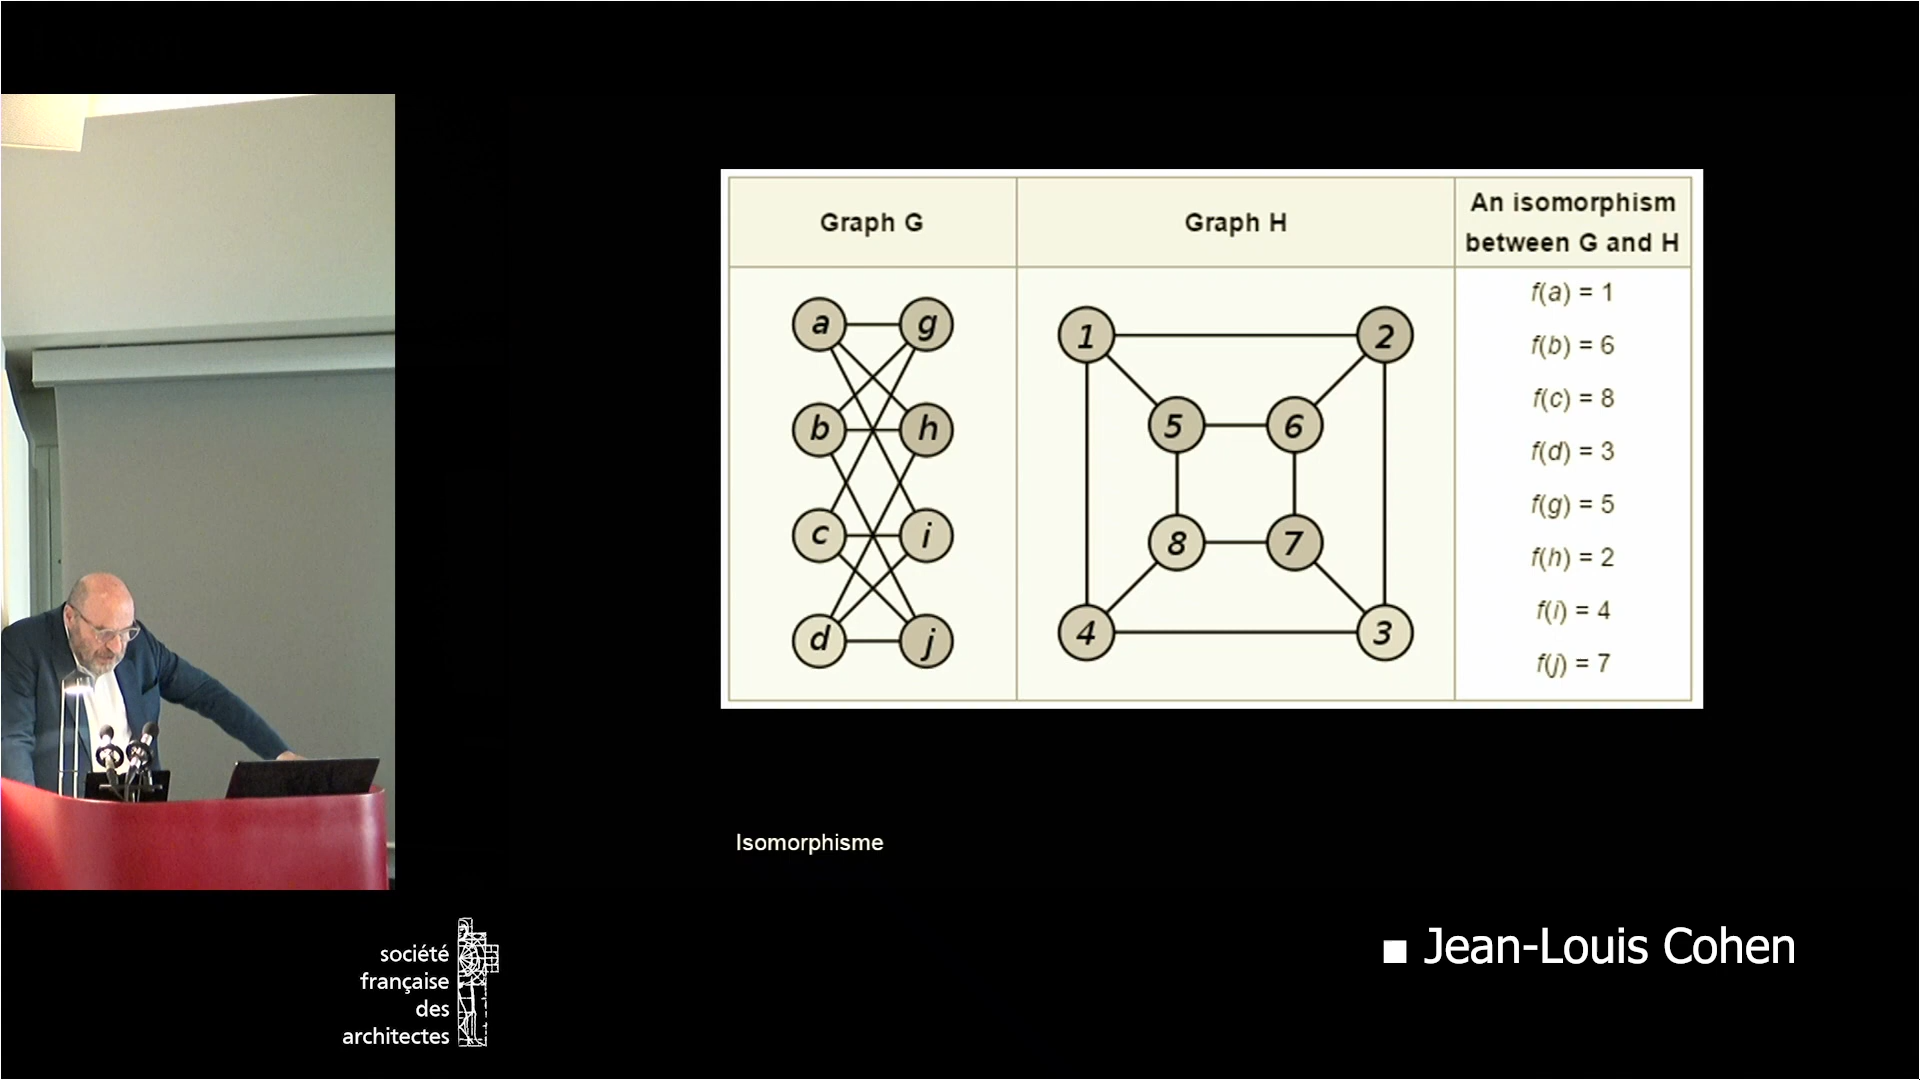 Graph G
Graph H
An isomorphism
between G and H
a
g
b
h
c
i
d
j
1
2
5
6
8
7
4
3
f(a) = 1
f(b) = 6
f(c) = 8
f(d) = 3
f(g) = 5
f(h) = 2
f(i) = 4
f(j) = 7
Isomorphisme
société
française
des
architectes
■ Jean-Louis Cohen